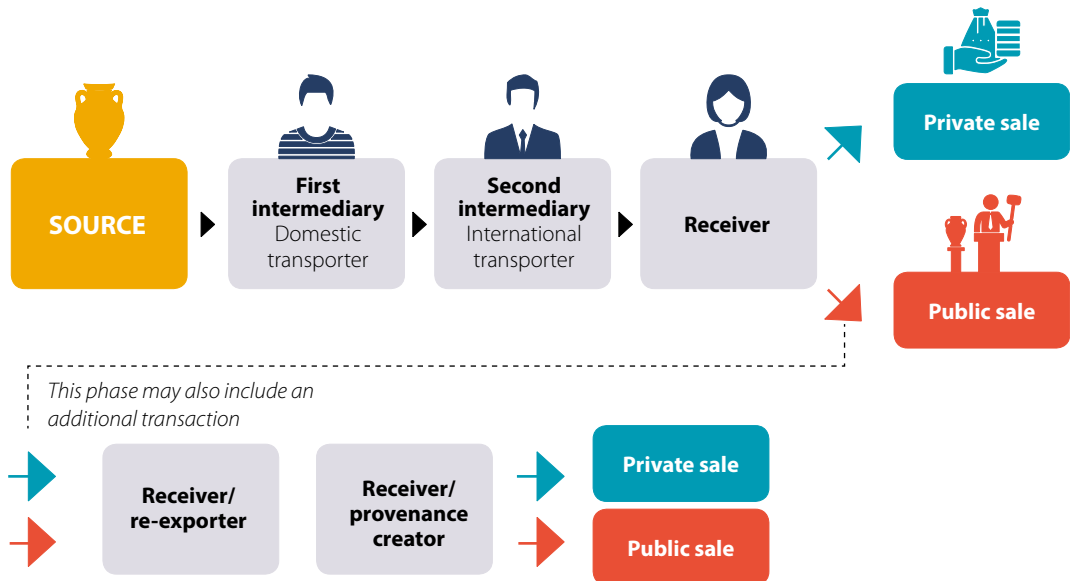 SOURCE
First
intermediary
Domestic
transporter
Second
intermediary
International
transporter
Receiver
Private sale
Public sale
This phase may also include an
additional transaction
Receiver/
re-exporter
Receiver/
provenance
creator
Private sale
Public sale